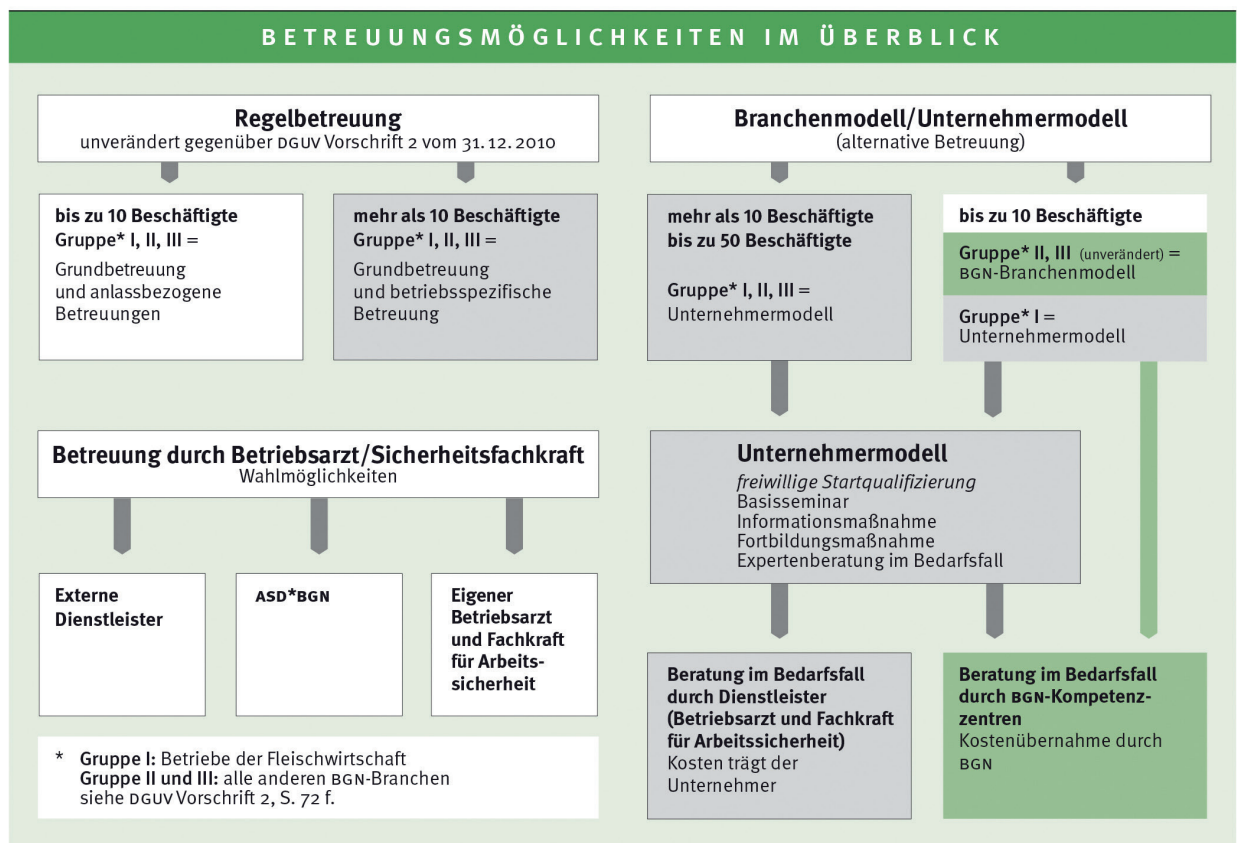 BETREUUNGSMÖGLICHKEITEN IM ÜBERBLICK
Regelbetreuung
unverändert gegenüber DGUV Vorschrift 2 vom 31.12.2010
bis zu 10 Beschäftigte
Gruppe* I, II, III =
Grundbetreuung
und anlassbezogene
Betreuungen
mehr als 10 Beschäftigte
Gruppe* I, II, III =
Grundbetreuung
und betriebsspezifische
Betreuung
Betreuung durch Betriebsarzt/Sicherheitsfachkraft
Wahlmöglichkeiten
Externe
Dienstleister
ASD*BGN
Eigener
Betriebsarzt
und Fachkraft
für Arbeits-
sicherheit
* Gruppe I: Betriebe der Fleischwirtschaft
Gruppe II und III: alle anderen BGN-Branchen
siehe DGUV Vorschrift 2, S. 72 f.
Branchenmodell/Unternehmermodell
(alternative Betreuung)
mehr als 10 Beschäftigte
bis zu 50 Beschäftigte
Gruppe* I, II, III =
Unternehmermodell
bis zu 10 Beschäftigte
Gruppe* II, III (unverändert) =
BGN-Branchenmodell
Gruppe* I =
Unternehmermodell
Unternehmermodell
freiwillige Startqualifizierung
Basisseminar
Informationsmaßnahme
Fortbildungsmaßnahme
Expertenberatung im Bedarfsfall
Beratung im Bedarfsfall
durch Dienstleister
(Betriebsarzt und Fachkraft
für Arbeitssicherheit)
Kosten trägt der
Unternehmer
Beratung im Bedarfsfall
durch BGN-Kompetenz-
zentren
Kostenübernahme durch
BGN